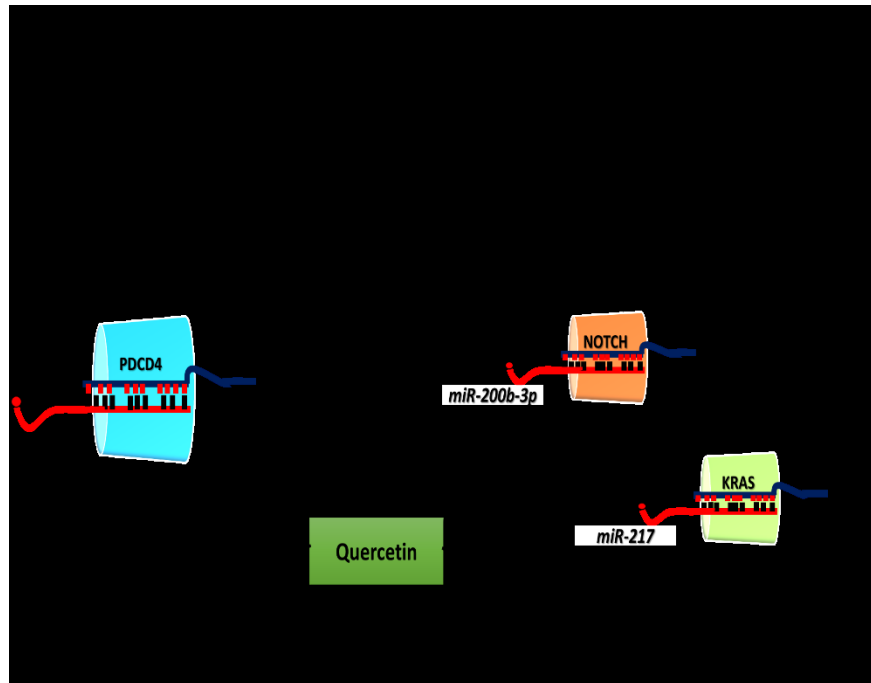 NOTCH
PDCD4
miR-200b-3p
KRAS
miR-217
Quercetin